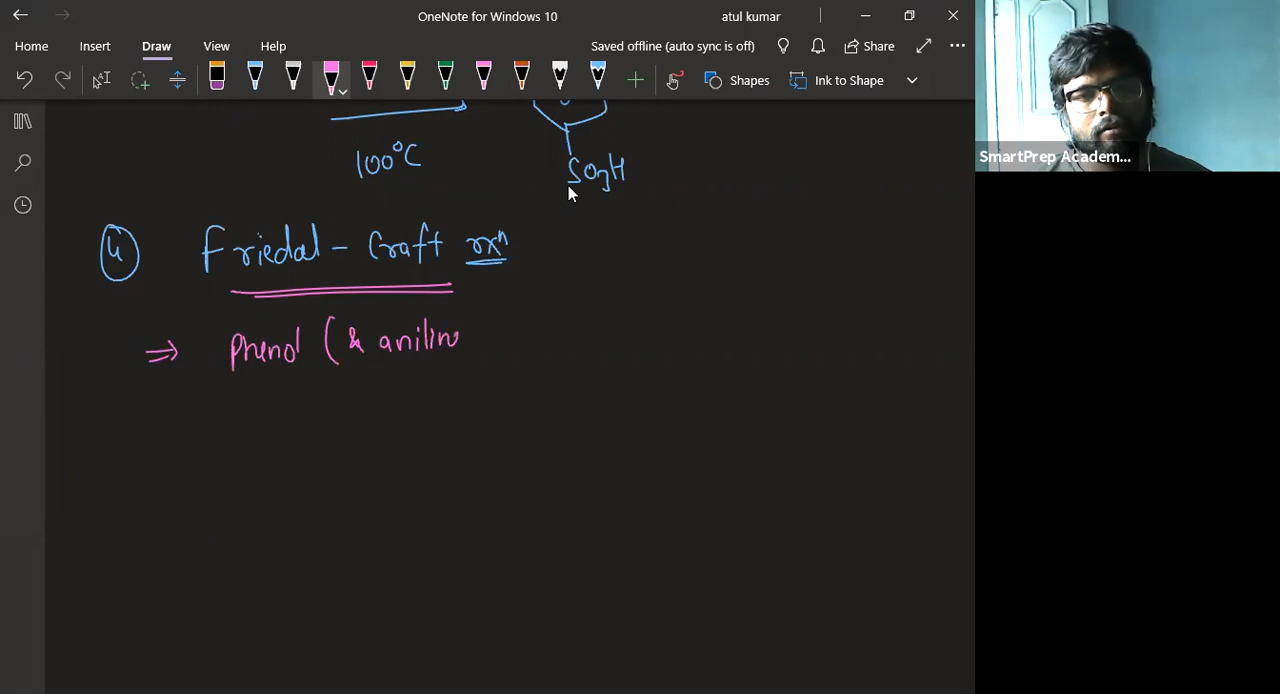 OneNote for Windows 10
atul kumar
Home Insert Draw View Help
Saved offline (auto sync is off)
Share
Shapes
Ink to Shape
SmartPrep Academ...
100°C
SO3H
4 Friedal - Craft rxn
⇒ Phenol (& anilin